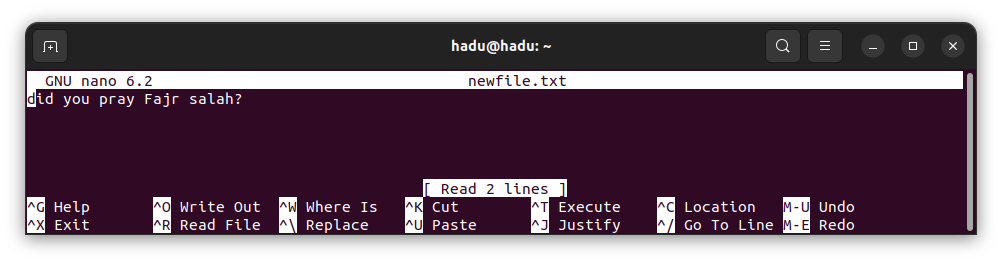 hadu@hadu: ~
GNU nano 6.2 newfile.txt
did you pray Fajr salah?
[ Read 2 lines ]
^G Help ^O Write Out ^W Where Is ^K Cut ^T Execute ^C Location M-U Undo
^X Exit ^R Read File ^\ Replace ^U Paste ^J Justify ^/ Go To Line M-E Redo